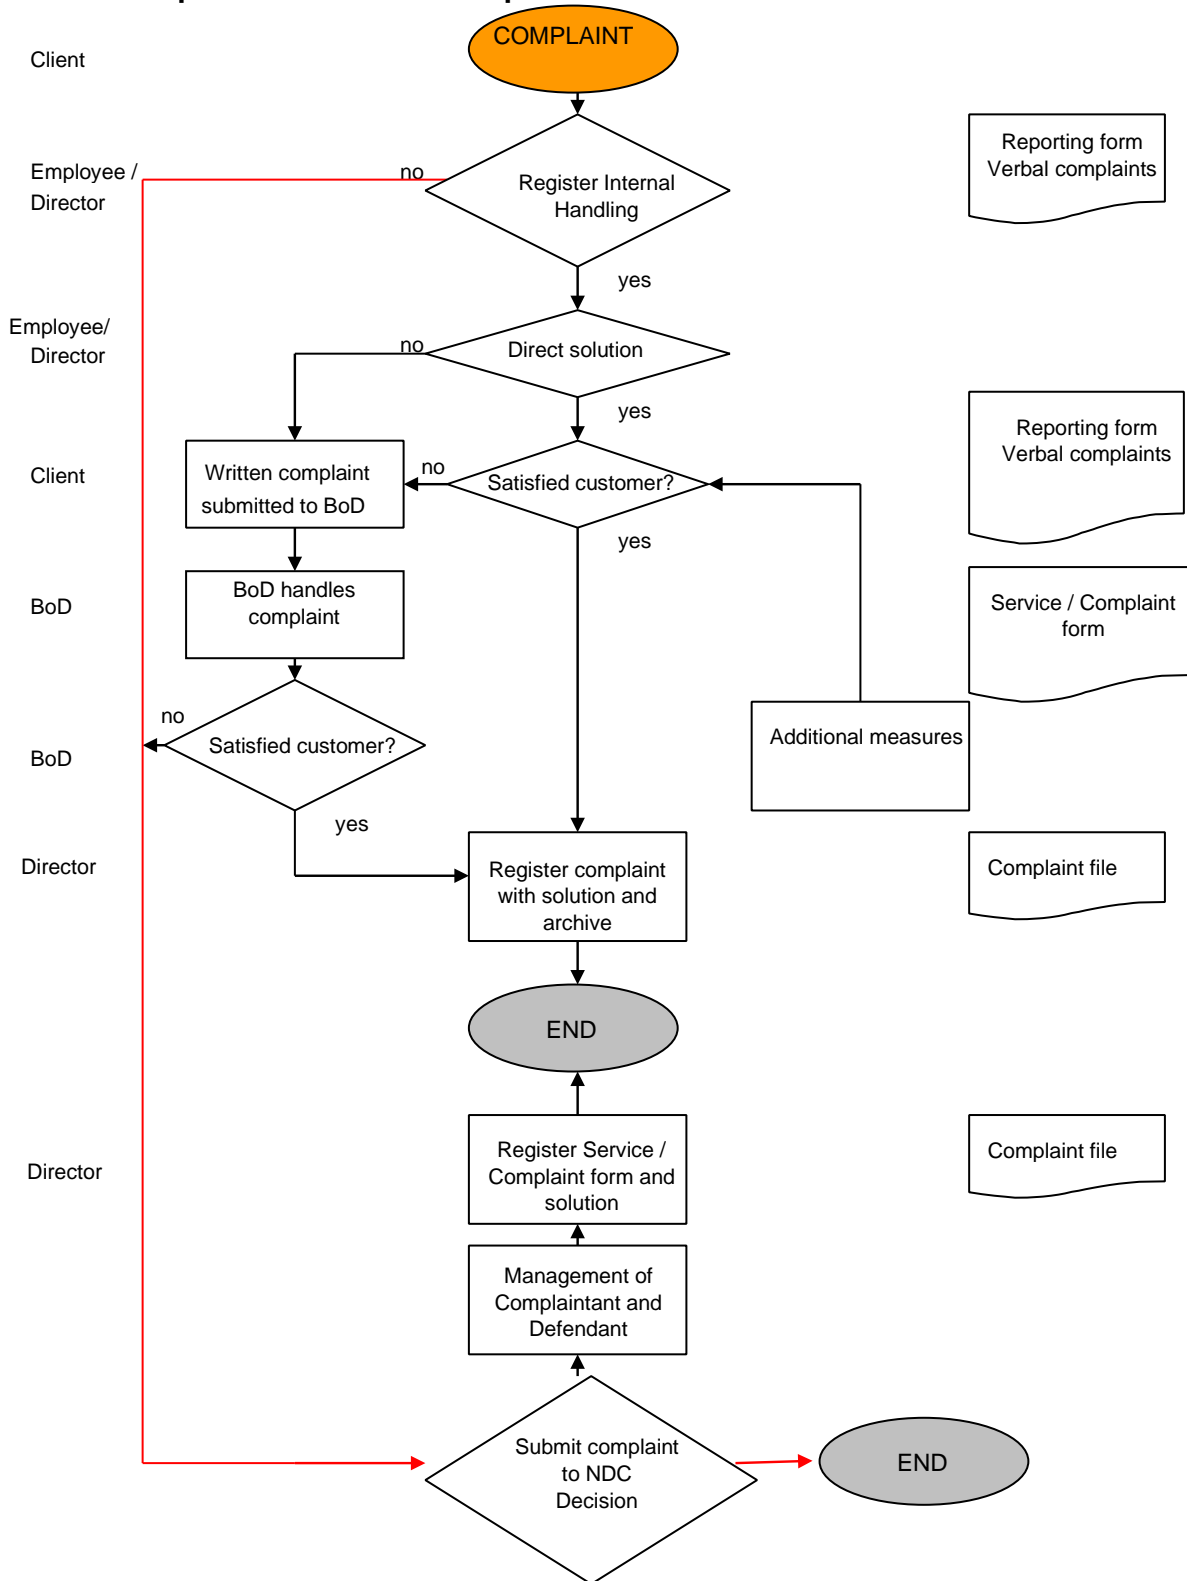 COMPLAINT
Client
Reporting form
Verbal complaints
Employee /
Director
no
Register Internal
Handling
yes
Employee/
Director
no
Direct solution
yes
Reporting form
Verbal complaints
Client
Written complaint
submitted to BoD
no
Satisfied customer?
yes
BoD
BoD handles
complaint
Service / Complaint
form
no
Satisfied customer?
BoD
Additional measures
yes
Director
Register complaint
with solution and
archive
Complaint file
END
Director
Register Service /
Complaint form and
solution
Complaint file
Management of
Complaintant and
Defendant
Submit complaint
to NDC
Decision
END